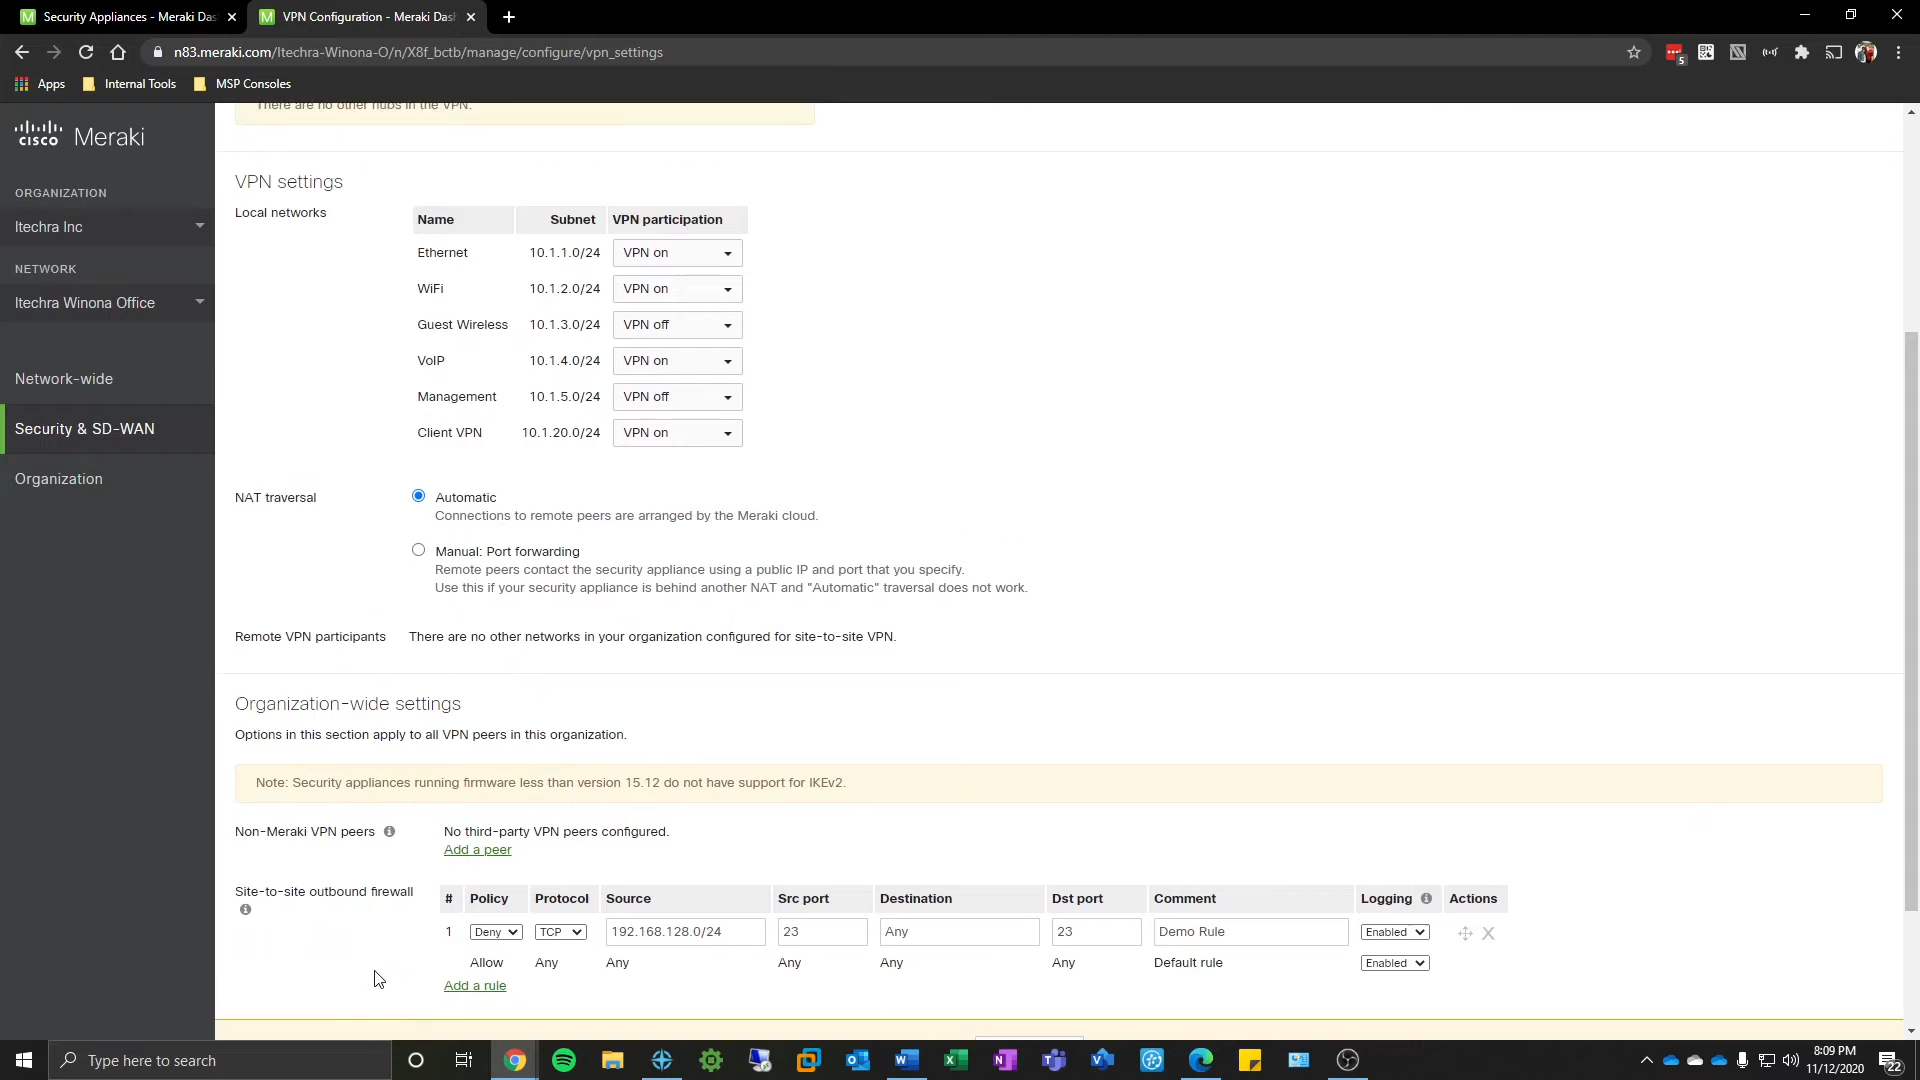 Security Appliances - Meraki Das
VPN Configuration - Meraki Dash
n83.meraki.com/Itechra-Winona-O/n/X8f_bctb/manage/configure/vpn_settings
5
Apps
Internal Tools
MSP Consoles
There are no other hubs in the VPN.
cisco Meraki
ORGANIZATION
Itechra Inc
NETWORK
Itechra Winona Office
Network-wide
Security & SD-WAN
Organization
VPN settings
Local networks
Name Subnet VPN participation
Ethernet 10.1.1.0/24 VPN on
WiFi 10.1.2.0/24 VPN on
Guest Wireless 10.1.3.0/24 VPN off
VoIP 10.1.4.0/24 VPN on
Management 10.1.5.0/24 VPN off
Client VPN 10.1.20.0/24 VPN on
NAT traversal
Automatic
Connections to remote peers are arranged by the Meraki cloud.
Manual: Port forwarding
Remote peers contact the security appliance using a public IP and port that you specify.
Use this if your security appliance is behind another NAT and "Automatic" traversal does not work.
Remote VPN participants There are no other networks in your organization configured for site-to-site VPN.
Organization-wide settings
Options in this section apply to all VPN peers in this organization.
Note: Security appliances running firmware less than version 15.12 do not have support for IKEv2.
Non-Meraki VPN peers No third-party VPN peers configured.
Add a peer
Site-to-site outbound firewall
# Policy Protocol Source Src port Destination Dst port Comment Logging Actions
1 Deny TCP 192.168.128.0/24 23 Any 23 Demo Rule Enabled
Allow Any Any Any Any Any Default rule Enabled
Add a rule
Type here to search
8:09 PM
11/12/2020
22